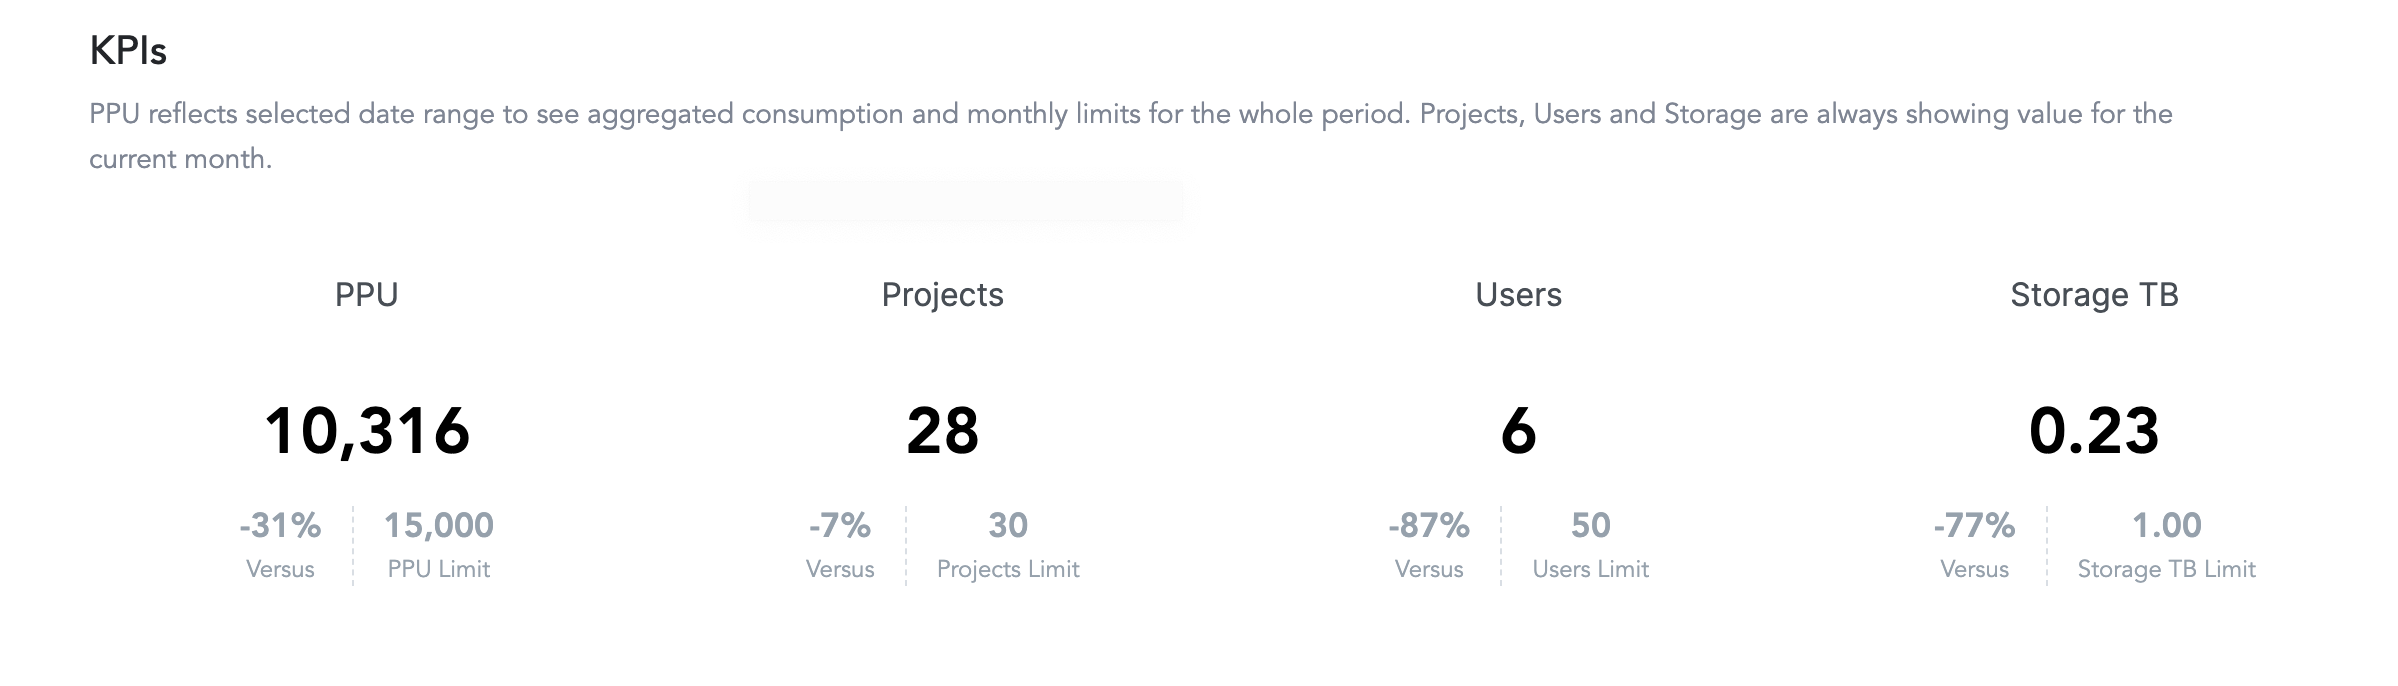 KPIs
PPU reflects selected date range to see aggregated consumption and monthly limits for the whole period. Projects, Users and Storage are always showing value for the
current month.
PPU
Projects
Users
Storage TB
10,316
28
6
0.23
-31%
15,000
-7%
30
-87%
50
-77%
1.00
Versus
PPU Limit
Versus
Projects Limit
Versus
Users Limit
Versus
Storage TB Limit